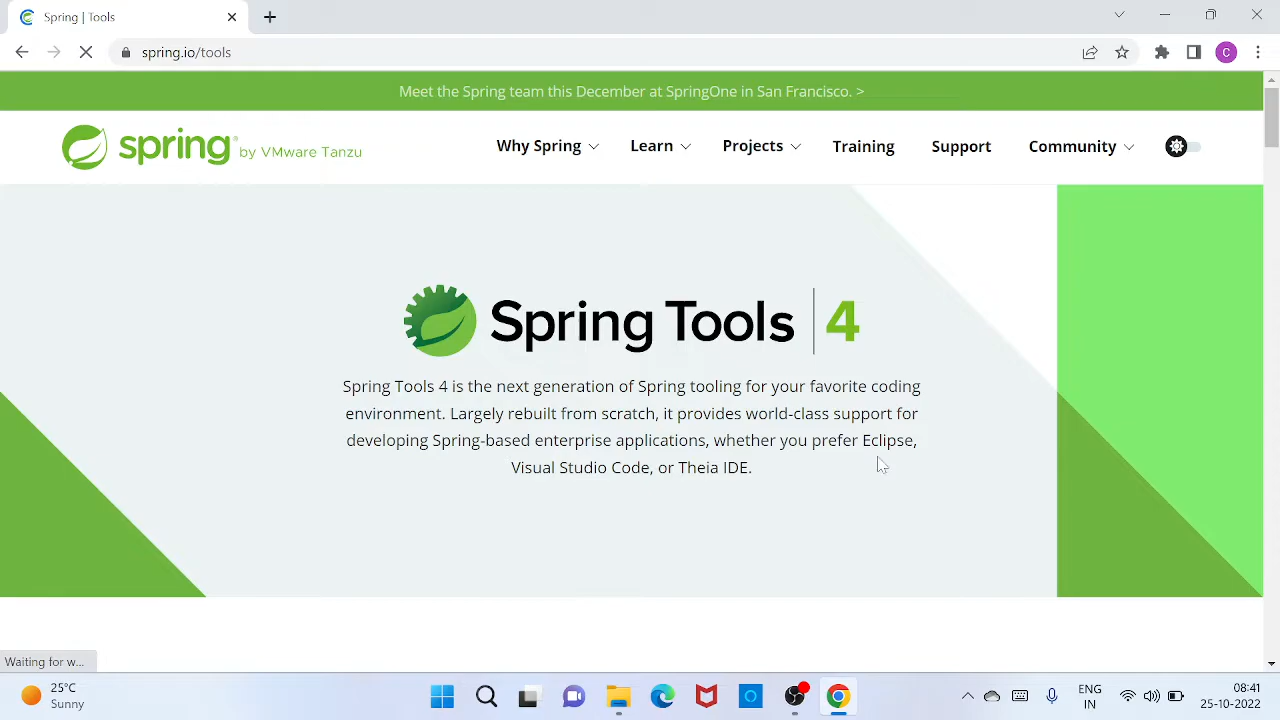 Spring | Tools
spring.io/tools
C
Meet the Spring team this December at SpringOne in San Francisco. >
spring® by VMware Tanzu
Why Spring
Learn
Projects
Training
Support
Community
Spring Tools 4
Spring Tools 4 is the next generation of Spring tooling for your favorite coding
environment. Largely rebuilt from scratch, it provides world-class support for
developing Spring-based enterprise applications, whether you prefer Eclipse,
Visual Studio Code, or Theia IDE.
Waiting for w...
25°C
Sunny
ENG
IN
08:41
25-10-2022